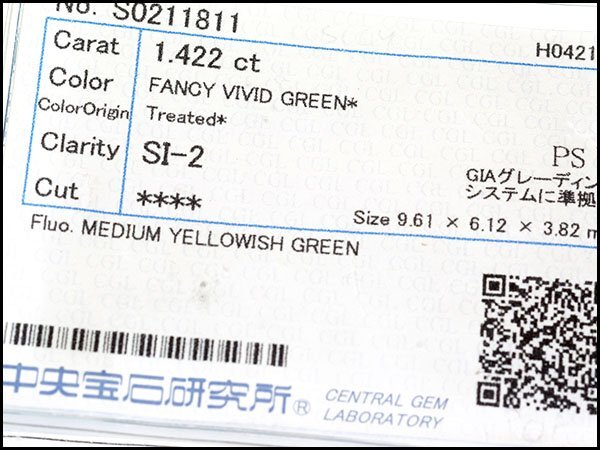 No. S0211811
H0421
Carat 1.422 ct
Color FANCY VIVID GREEN*
ColorOrigin Treated*
Clarity SI-2
PS
GIAグレーディン
システムに準拠
Cut ****
Size 9.61 × 6.12 × 3.82 m
Fluo. MEDIUM YELLOWISH GREEN
中央宝石研究所®
CENTRAL GEM
LABORATORY